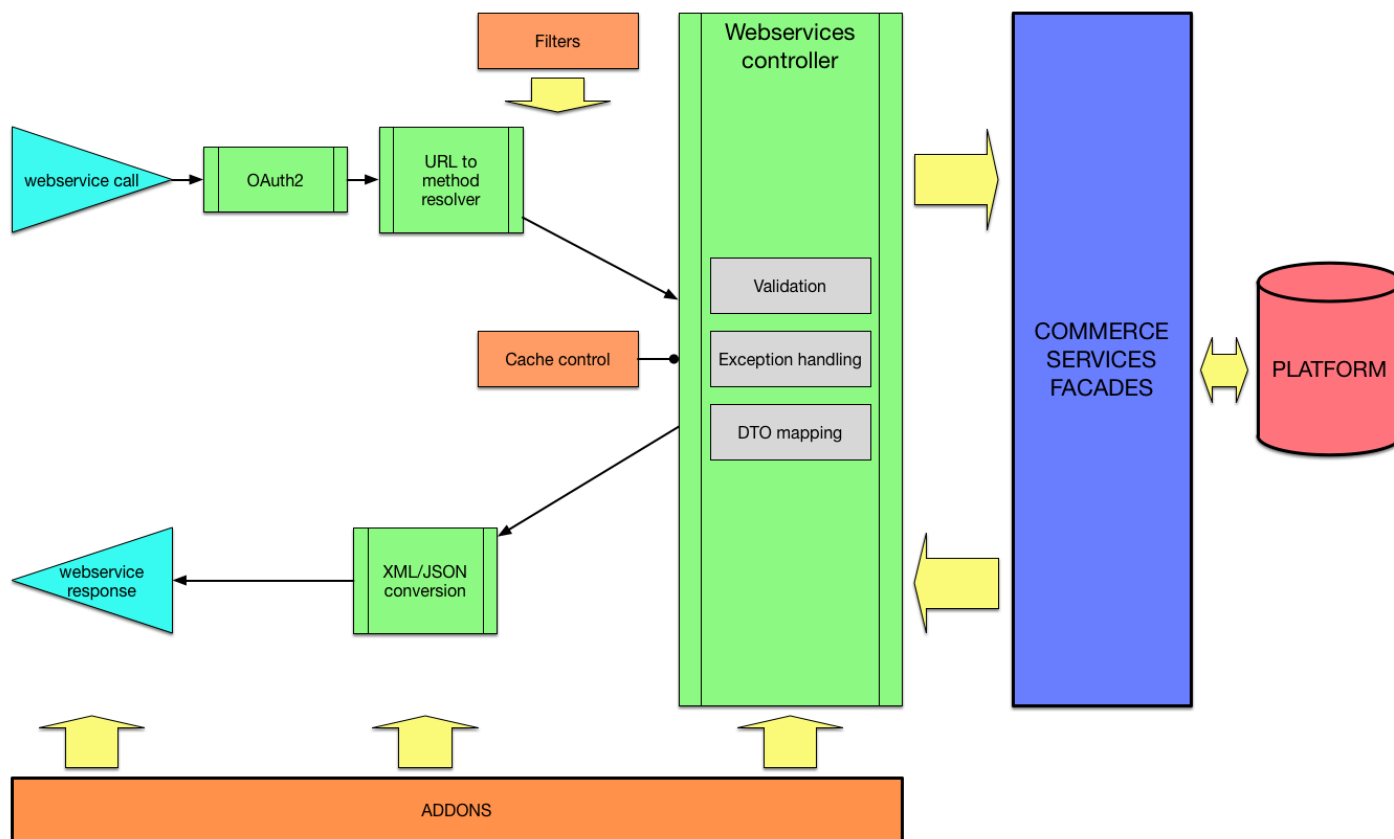 Filters
Webservices
controller
webservice call
OAuth2
URL to
method
resolver
Validation
Cache control
Exception handling
DTO mapping
COMMERCE
SERVICES
FACADES
PLATFORM
webservice
response
XML/JSON
conversion
ADDONS